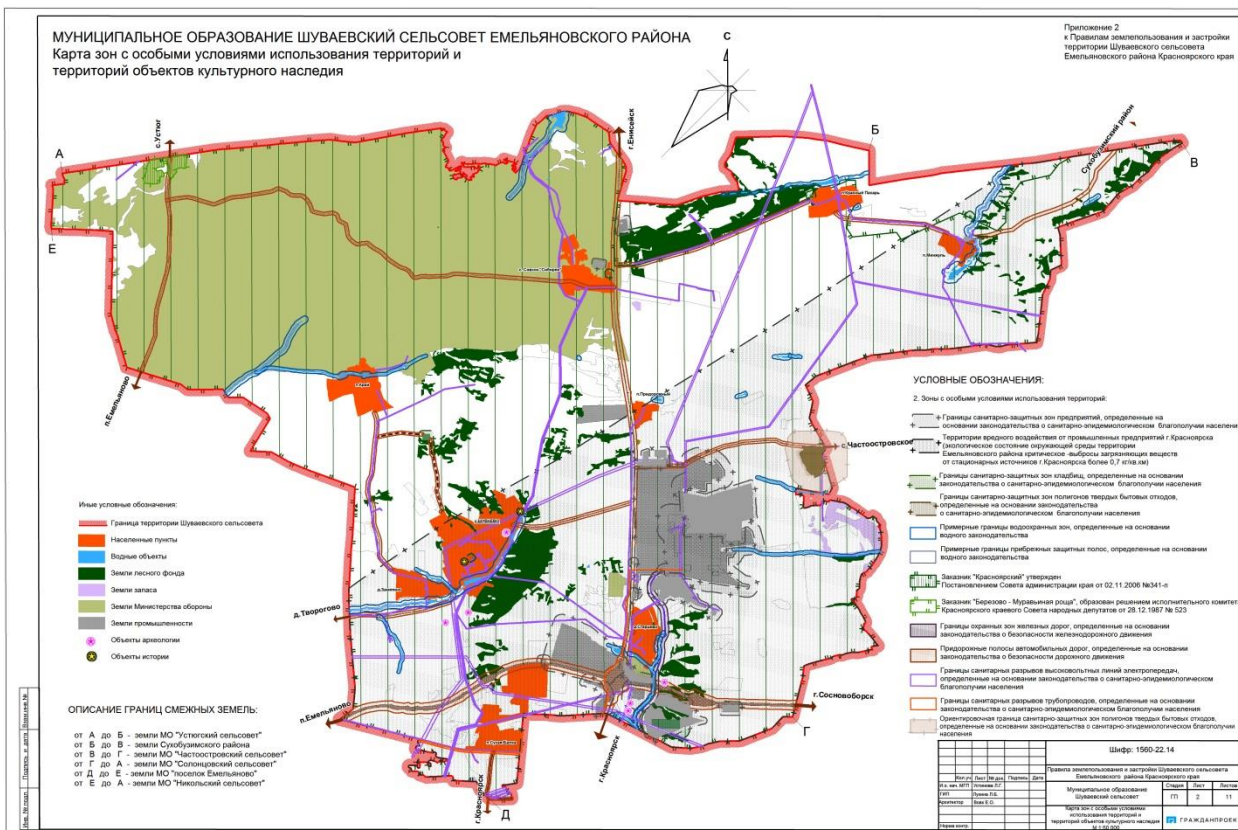 МУНИЦИПАЛЬНОЕ ОБРАЗОВАНИЕ ШУВАЕВСКИЙ СЕЛЬСОВЕТ ЕМЕЛЬЯНОВСКОГО РАЙОНА
Карта зон с особыми условиями использования территорий и
территорий объектов культурного наследия
Приложение 2
к Правилам землепользования и застройки
территории Шуваевского сельсовета
Емельяновского района Красноярского края
С
А
Б
В
Е
Г
Д
с.Устюг
г.Енисейск
Сухобузимский район
п.Емельяново
с.Частоостровское
д.Творогово
п.Емельяново
г.Красноярск
г.Красноярск
г.Сосновоборск
п.Красный Пахарь
п.Минжуль
п.Придорожный
Иные условные обозначения:
Граница территории Шуваевского сельсовета
Населенные пункты
Водные объекты
Земли лесного фонда
Земли запаса
Земли Министерства обороны
Земли промышленности
Объекты археологии
Объекты истории
ОПИСАНИЕ ГРАНИЦ СМЕЖНЫХ ЗЕМЕЛЬ:
от А до Б - земли МО "Устюгский сельсовет"
от Б до В - земли Сухобузимского района
от В до Г - земли МО "Частоостровский сельсовет"
от Г до А - земли МО "Солонцовский сельсовет"
от Д до Е - земли МО "поселок Емельяново"
от Е до А - земли МО "Никольский сельсовет"
УСЛОВНЫЕ ОБОЗНАЧЕНИЯ:
2. Зоны с особыми условиями использования территорий:
Границы санитарно-защитных зон предприятий, определенные на
основании законодательства о санитарно-эпидемиологическом благополучии населения
Территории вредного воздействия от промышленных предприятий г.Красноярска
(экологическое состояние окружающей среды территории
Емельяновского района критическое -выбросы загрязняющих веществ
от стационарных источников г.Красноярска более 0,7 кг/кв.км)
Границы санитарно-защитных зон кладбищ, определенные на основании
законодательства о санитарно-эпидемиологическом благополучии населения
Границы санитарно-защитных зон полигонов твердых бытовых отходов,
определенные на основании законодательства
о санитарно-эпидемиологическом благополучии населения
Примерные границы водоохранных зон, определенные на основании
водного законодательства
Примерные границы прибрежных защитных полос, определенные на основании
водного законодательства
Заказник "Красноярский" утвержден
Постановлением Совета администрации края от 02.11.2006 №341-п
Заказник "Березово - Муравьиная роща", образован решением исполнительного комитета
Красноярского краевого Совета народных депутатов от 28.12.1987 № 523
Границы охранных зон железных дорог, определенные на основании
законодательства о безопасности железнодорожного движения
Придорожные полосы автомобильных дорог, определенные на основании
законодательства о безопасности дорожного движения
Границы санитарных разрывов высоковольтных линий электропередач,
определенные на основании законодательства о санитарно-эпидемиологическом
благополучии населения
Границы санитарных разрывов трубопроводов, определенные на основании
законодательства о санитарно-эпидемиологическом благополучии населения
Ориентировочная граница санитарно-защитных зон полигонов твердых бытовых отходов,
определенные на основании законодательства о санитарно-эпидемиологическом благополучии
населения
Шифр: 1560-22.14
Правила землепользования и застройки Шуваевского сельсовета
Емельяновского района Красноярского края
Кол.уч Лист № док. Подпись Дата
ГИП
Архитектор
Муниципальное образование
Шуваевский сельсовет
Стадия Лист Листов
ГП 2 11
Карта зон с особыми условиями
использования территорий и
территорий объектов культурного наследия
М 1:50 000
ГРАЖДАНПРОЕКТ